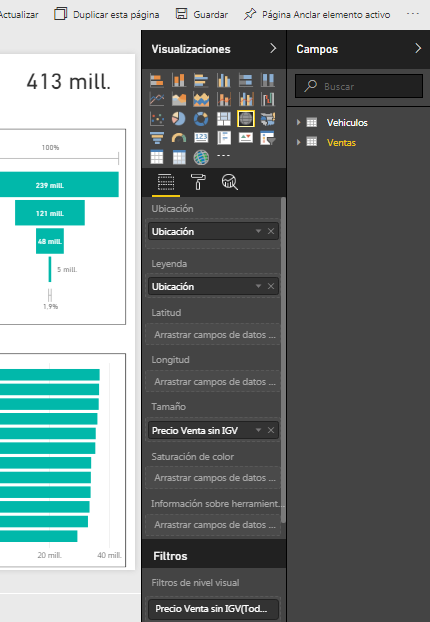 Actualizar
Duplicar esta página
Guardar
Página Anclar elemento activo
...
413 mill.
100%
239 mill.
121 mill.
48 mill.
5 mill.
1.9%
20 mill.
40 mill.
Visualizaciones
123
Ubicación
Ubicación
Leyenda
Ubicación
Latitud
Arrastrar campos de datos ...
Longitud
Arrastrar campos de datos ...
Tamaño
Precio Venta sin IGV
Saturación de color
Arrastrar campos de datos ...
Información sobre herramient...
Arrastrar campos de datos ...
Filtros
Filtros de nivel visual
Precio Venta sin IGV(Tod...
Campos
Buscar
Vehiculos
Ventas